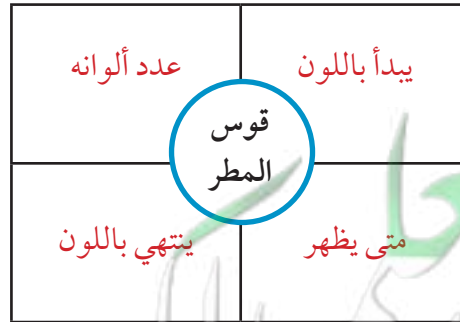 يبدأ باللون
عدد ألوانه
قوس
المطر
متى يظهر
ينتهي باللون